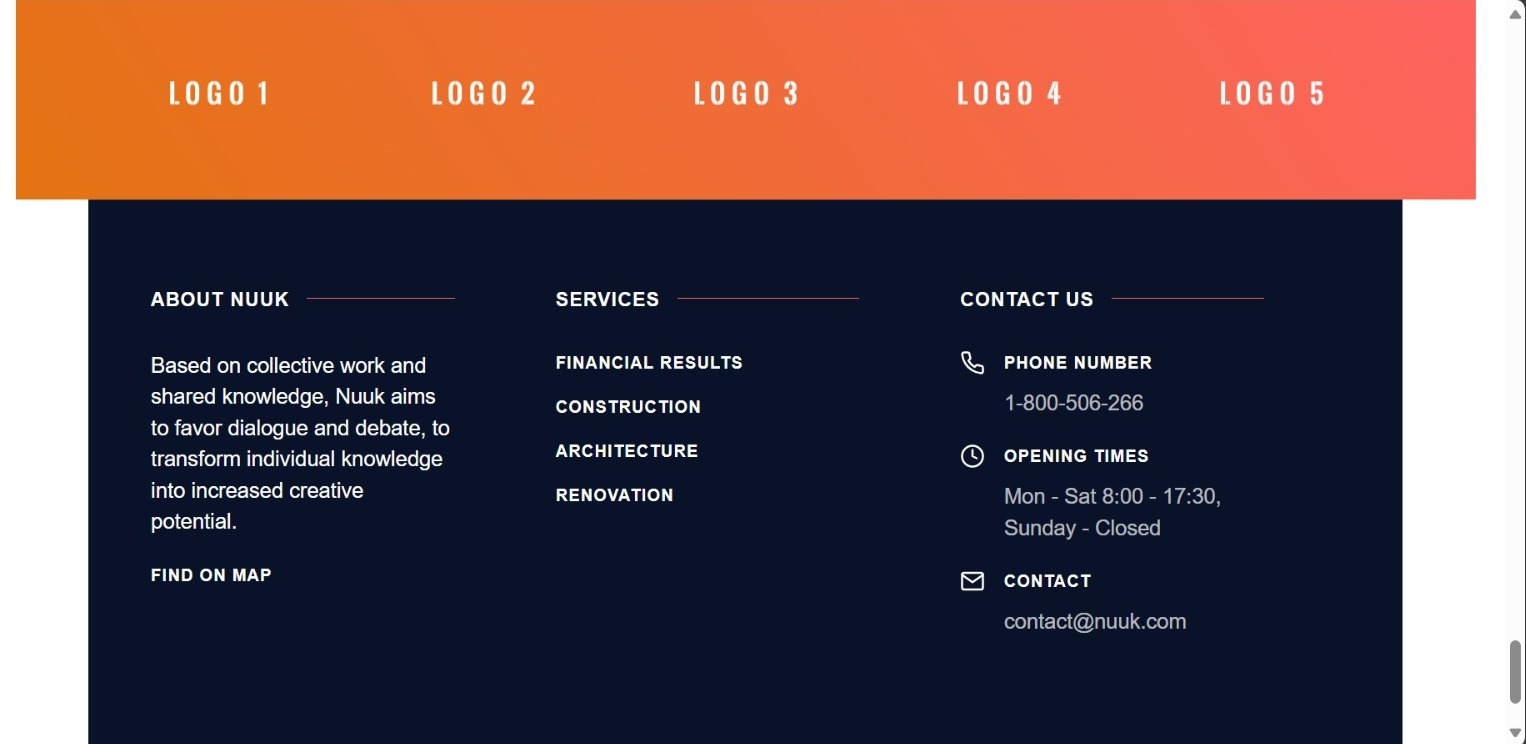 LOGO 1
LOGO 2
LOGO 3
LOGO 4
LOGO 5
ABOUT NUUK
Based on collective work and
shared knowledge, Nuuk aims
to favor dialogue and debate, to
transform individual knowledge
into increased creative
potential.
FIND ON MAP
SERVICES
FINANCIAL RESULTS
CONSTRUCTION
ARCHITECTURE
RENOVATION
CONTACT US
PHONE NUMBER
1-800-506-266
OPENING TIMES
Mon - Sat 8:00 - 17:30,
Sunday - Closed
CONTACT
contact@nuuk.com